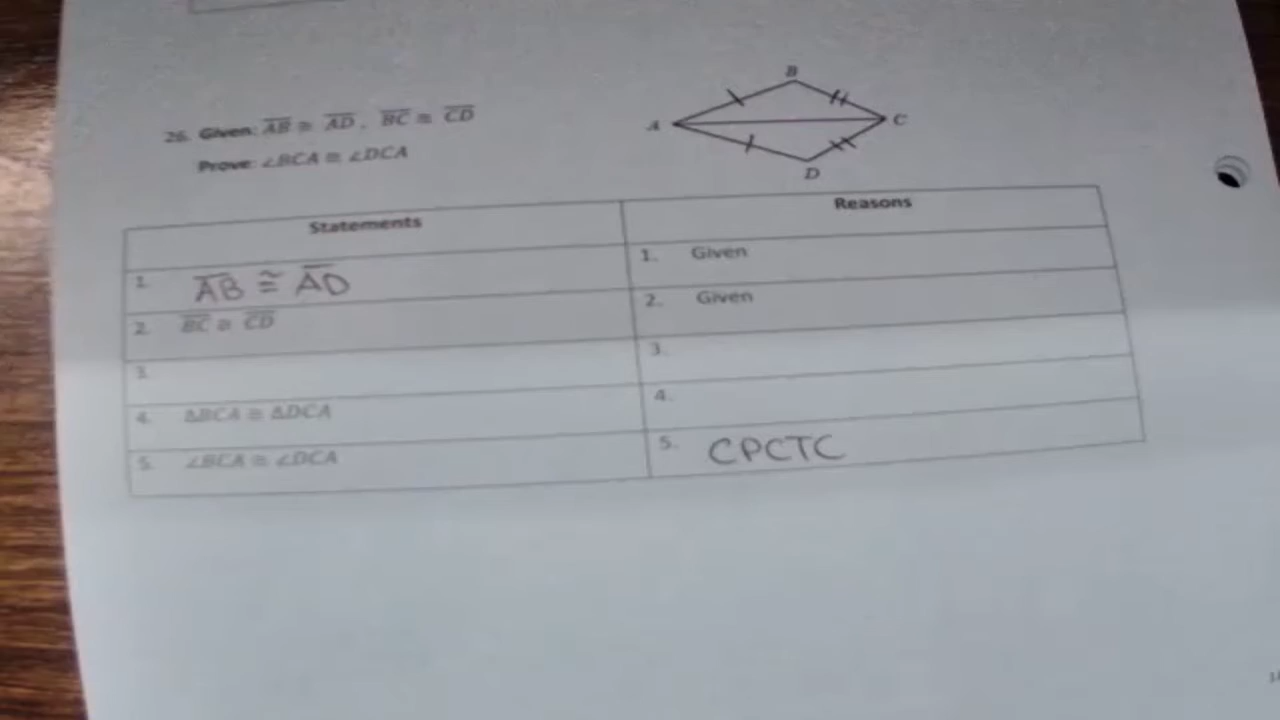 26. Given: AB ≅ AD, BC ≅ CD
Prove: ∠BCA ≅ ∠DCA
B
A
C
D
Statements Reasons
1. AB ≅ AD 1. Given
2. BC ≅ CD 2. Given
3. 3.
4. ΔBCA ≅ ΔDCA 4.
5. ∠BCA ≅ ∠DCA 5. CPCTC